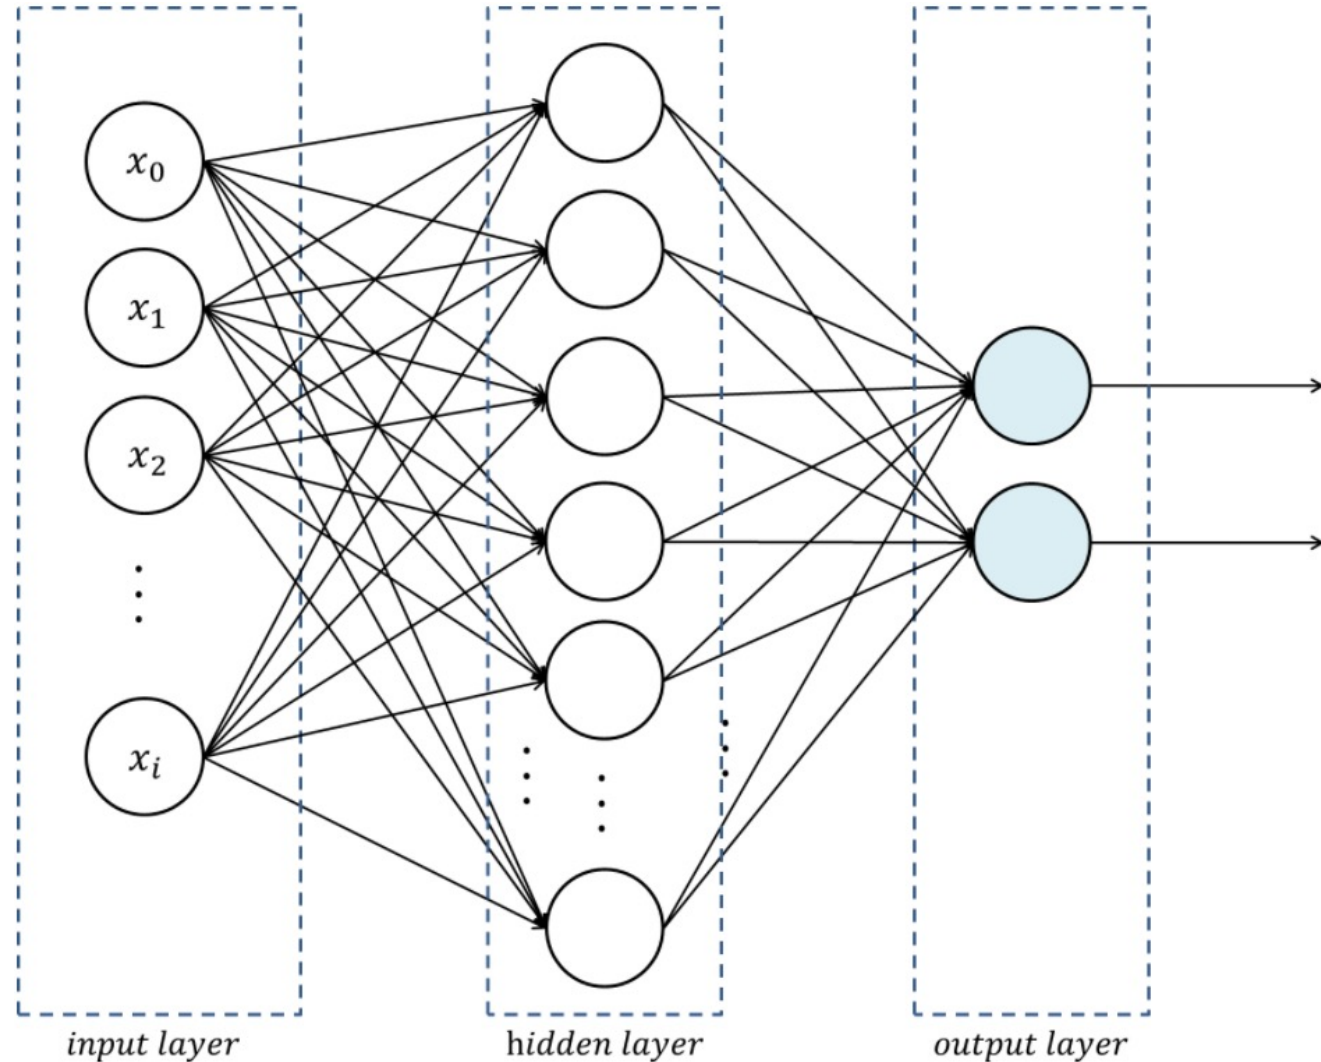 x₀
x₁
x₂
xᵢ
input layer
hidden layer
output layer